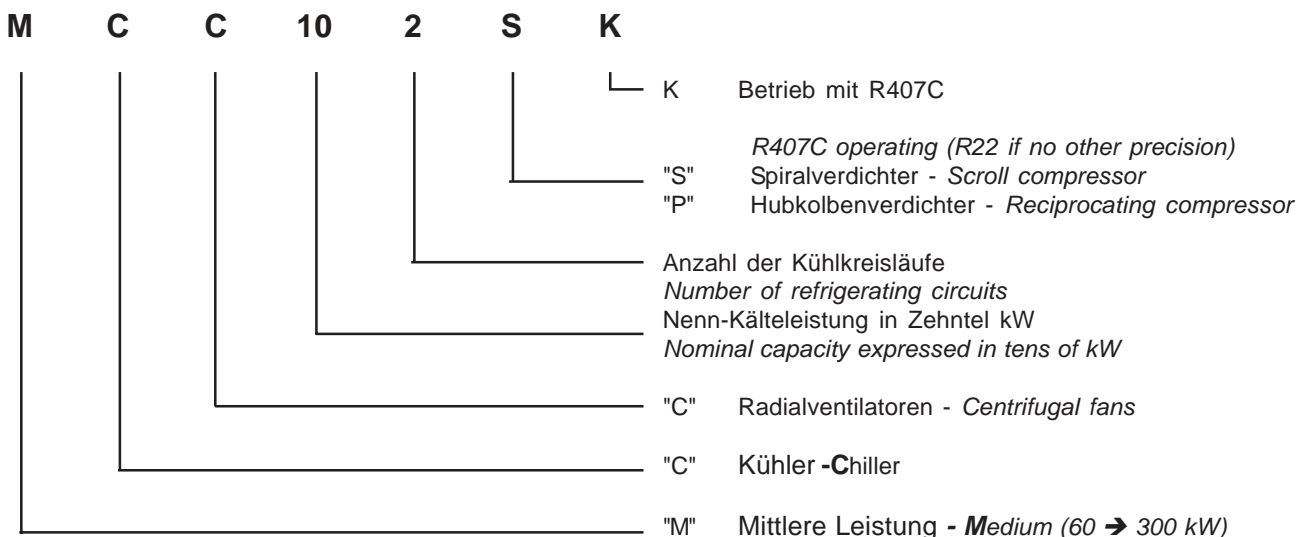 M C C 10 2 S K
K Betrieb mit R407C
R407C operating (R22 if no other precision)
"S" Spiralverdichter - Scroll compressor
"P" Hubkolbenverdichter - Reciprocating compressor
Anzahl der Kühlkreisläufe
Number of refrigerating circuits
Nenn-Kälteleistung in Zehntel kW
Nominal capacity expressed in tens of kW
"C" Radialventilatoren - Centrifugal fans
"C" Kühler -Chiller
"M" Mittlere Leistung - Medium (60 ➔ 300 kW)